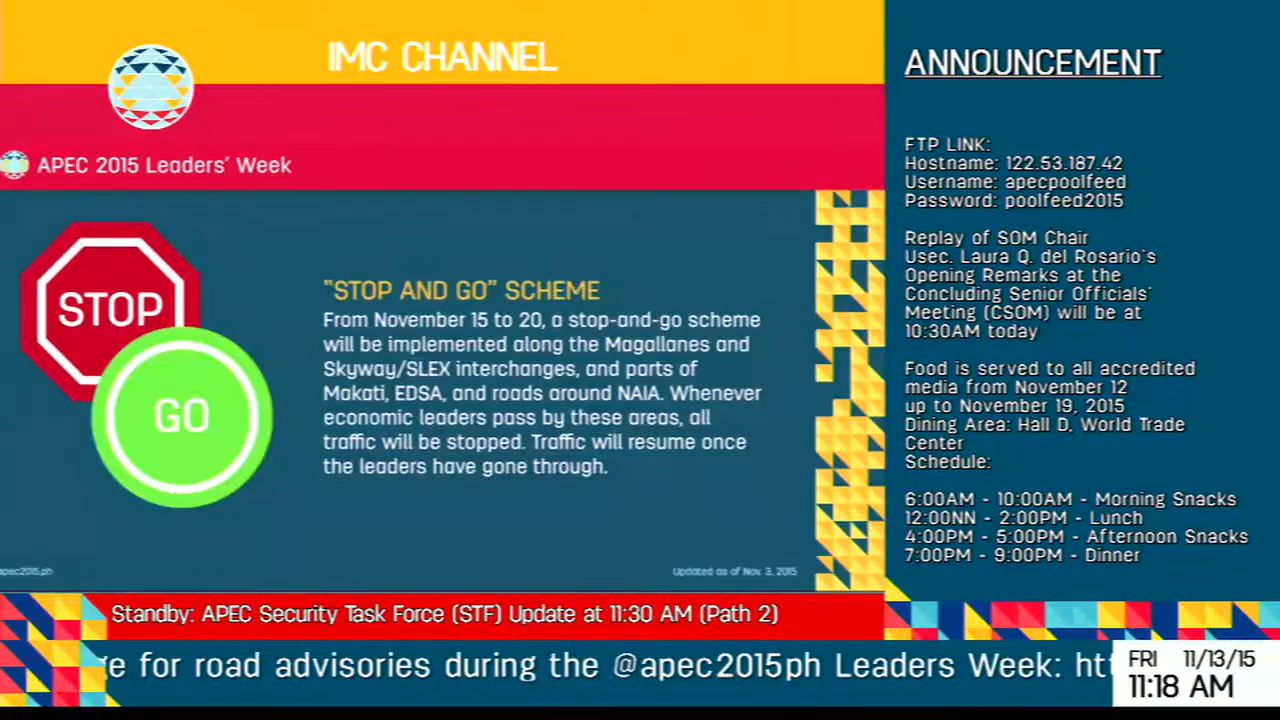 IMC CHANNEL
APEC 2015 Leaders' Week
STOP
GO
"STOP AND GO" SCHEME
From November 15 to 20, a stop-and-go scheme
will be implemented along the Magallanes and
Skyway/SLEX interchanges, and parts of
Makati, EDSA, and roads around NAIA. Whenever
economic leaders pass by these areas, all
traffic will be stopped. Traffic will resume once
the leaders have gone through.
apec2015.ph
Updated as of Nov. 3, 2015
ANNOUNCEMENT
FTP LINK:
Hostname: 122.53.187.42
Username: apecpoolfeed
Password: poolfeed2015
Replay of SOM Chair
Usec. Laura Q. del Rosario's
Opening Remarks at the
Concluding Senior Officials'
Meeting (CSOM) will be at
10:30AM today
Food is served to all accredited
media from November 12
up to November 19, 2015
Dining Area: Hall D, World Trade
Center
Schedule:
6:00AM - 10:00AM - Morning Snacks
12:00NN - 2:00PM - Lunch
4:00PM - 5:00PM - Afternoon Snacks
7:00PM - 9:00PM - Dinner
Standby: APEC Security Task Force (STF) Update at 11:30 AM (Path 2)
for road advisories during the @apec2015ph Leaders Week:
FRI 11/13/15
11:18 AM